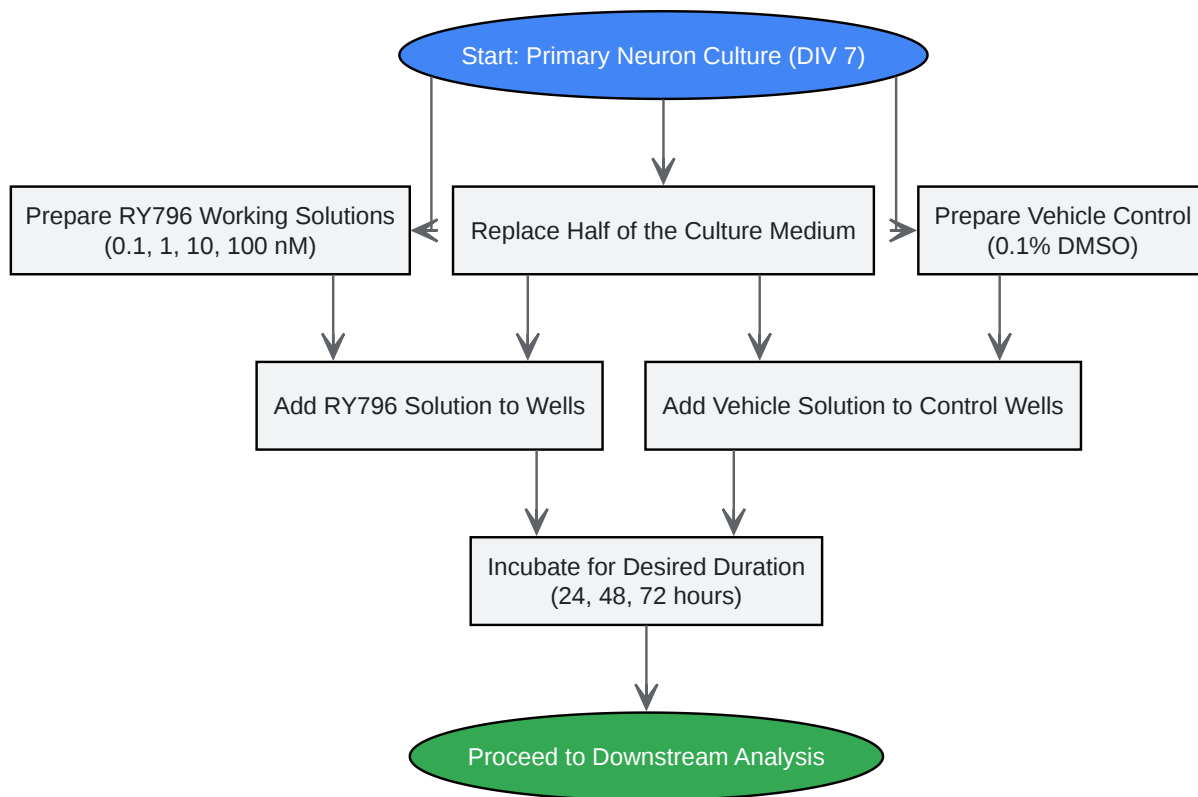 Start: Primary Neuron Culture (DIV 7)
Prepare RY796 Working Solutions
(0.1, 1, 10, 100 nM)
Replace Half of the Culture Medium
Prepare Vehicle Control
(0.1% DMSO)
Add RY796 Solution to Wells
Add Vehicle Solution to Control Wells
Incubate for Desired Duration
(24, 48, 72 hours)
Proceed to Downstream Analysis